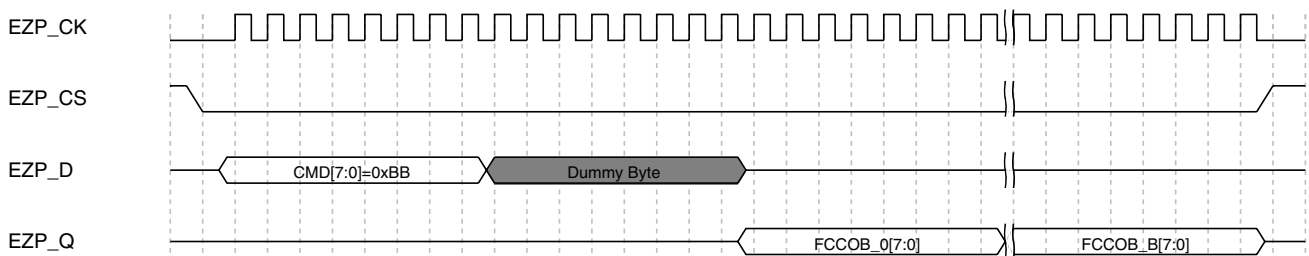 EZP_CK
EZP_CS
EZP_D
CMD[7:0]=0xBB
Dummy Byte
EZP_Q
FCCOB_0[7:0]
FCCOB_B[7:0]